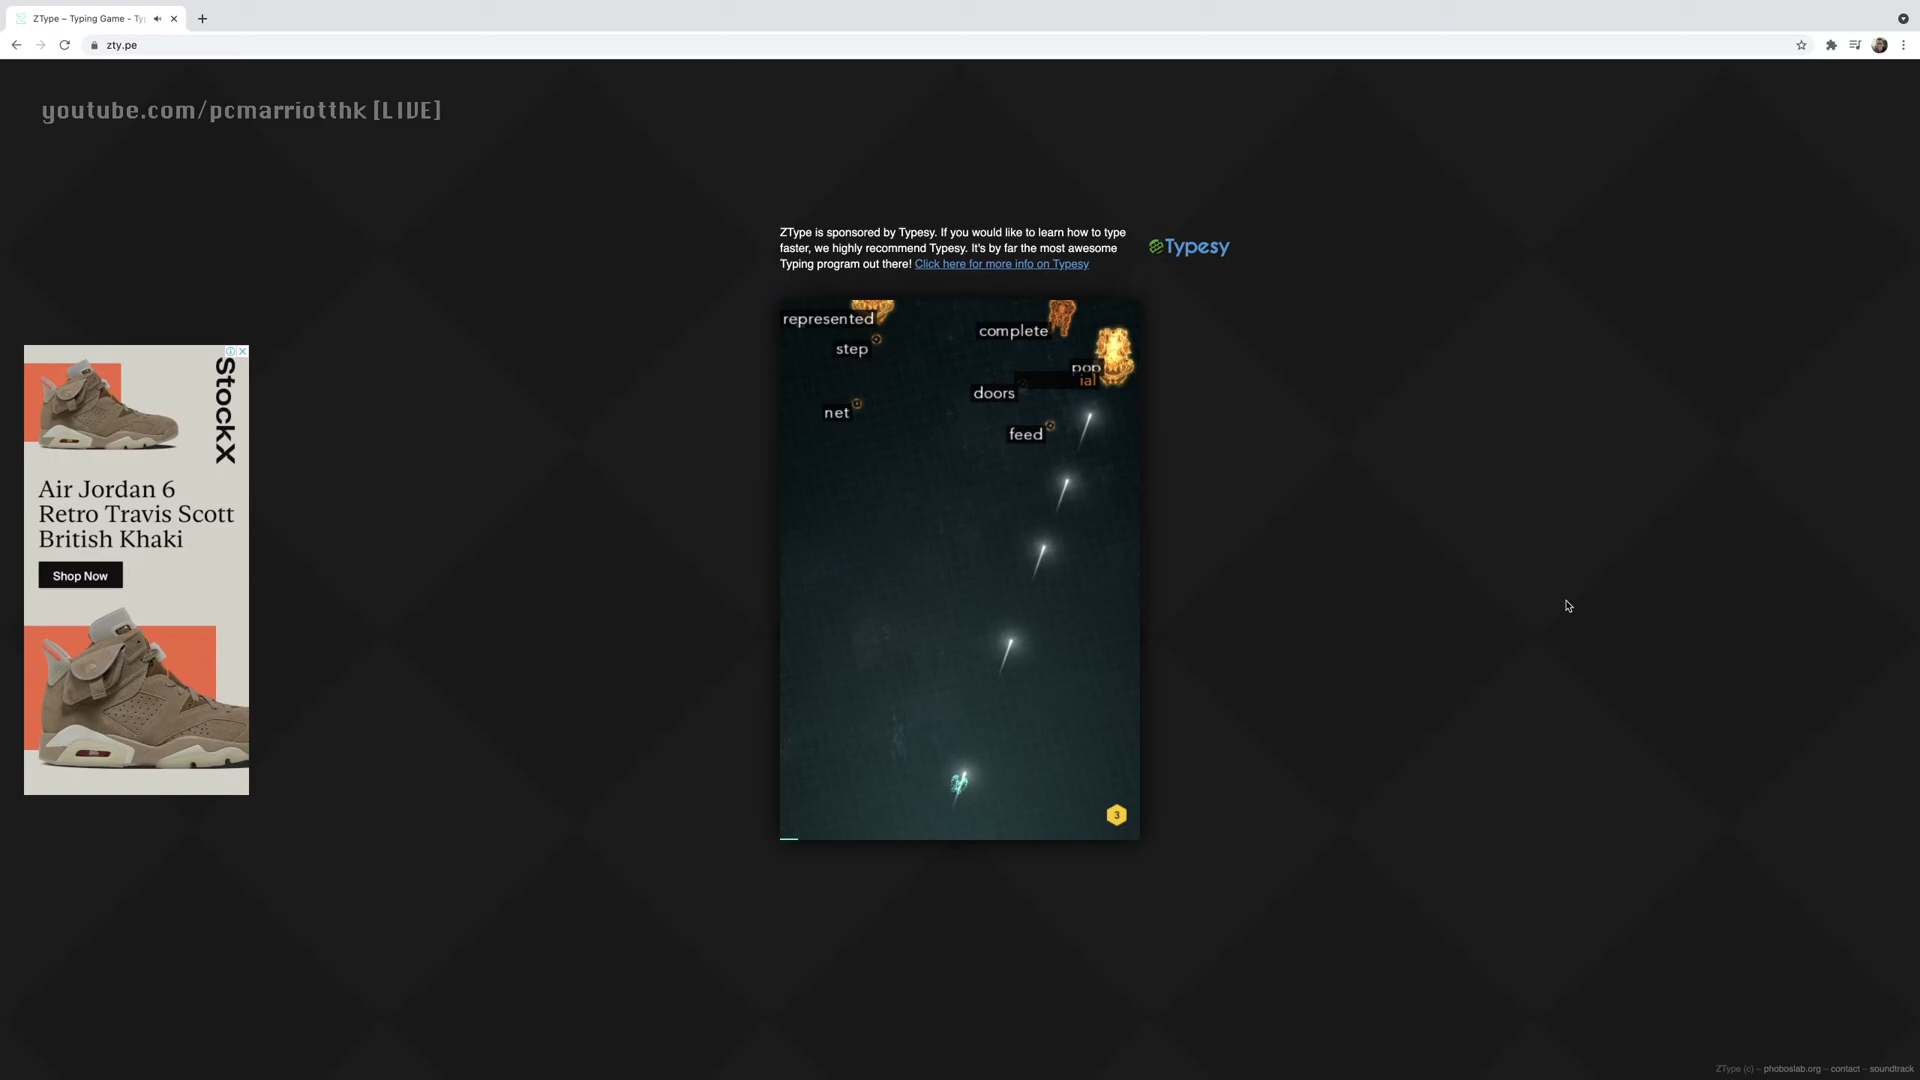 ZType – Typing Game - Ty
zty.pe
youtube.com/pcmarriotthk [LIVE]
ZType is sponsored by Typesy. If you would like to learn how to type
faster, we highly recommend Typesy. It's by far the most awesome
Typing program out there! Click here for more info on Typesy
Typesy
represented
complete
step
pop
ial
doors
net
feed
3
StockX
Air Jordan 6
Retro Travis Scott
British Khaki
Shop Now
ZType (c) – phoboslab.org – contact – soundtrack